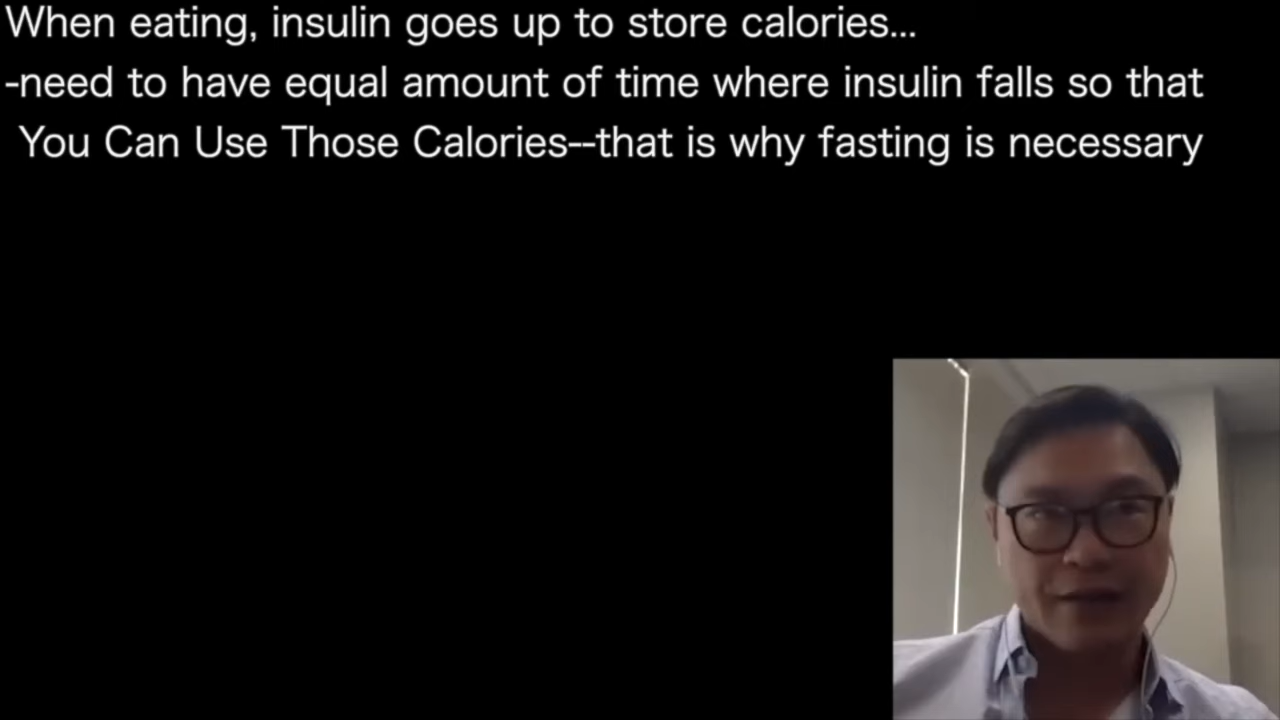 When eating, insulin goes up to store calories...
-need to have equal amount of time where insulin falls so that
You Can Use Those Calories--that is why fasting is necessary